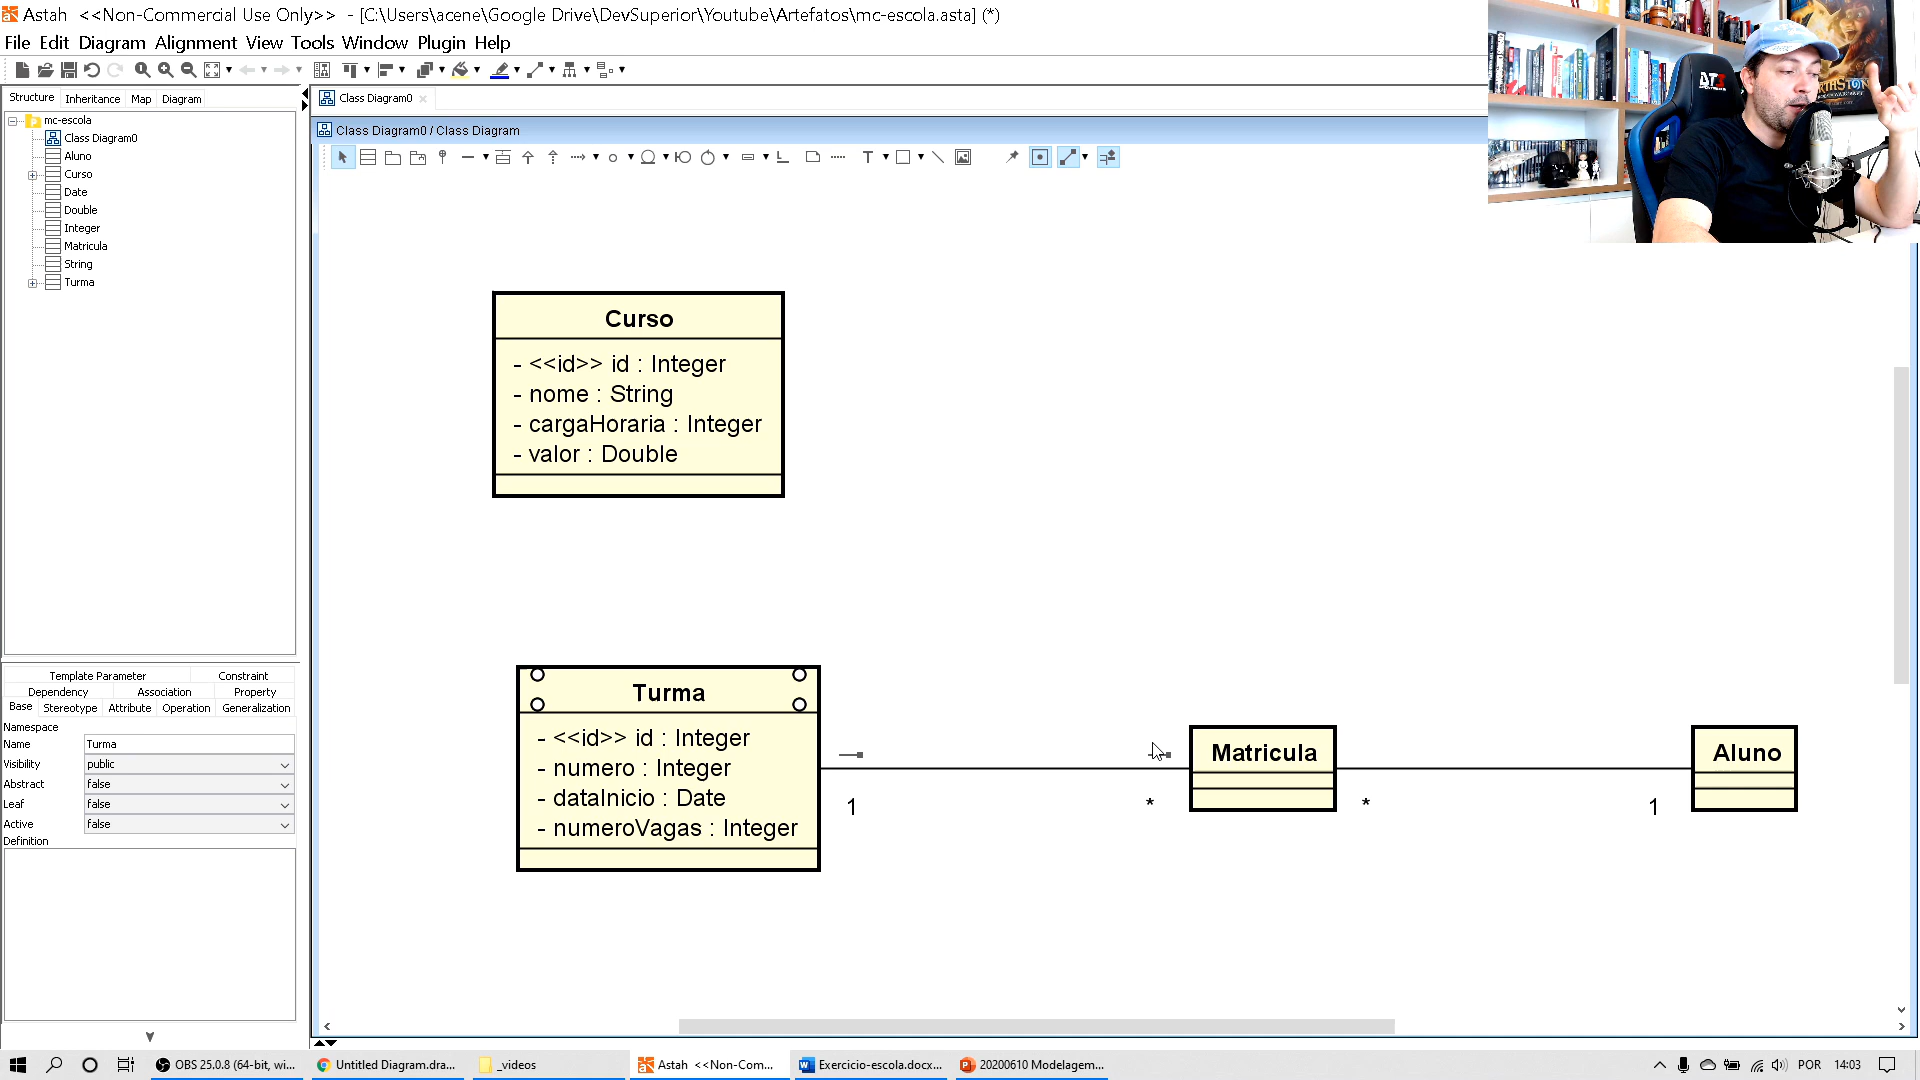 Astah <<Non-Commercial Use Only>> - [C:\Users\acene\Google Drive\DevSuperior\Youtube\Artefatos\mc-escola.asta] (*)
File Edit Diagram Alignment View Tools Window Plugin Help
Structure Inheritance Map Diagram
mc-escola
Class Diagram0
Aluno
Curso
Date
Double
Integer
Matricula
String
Turma
Template Parameter Constraint
Dependency Association Property
Base Stereotype Attribute Operation Generalization
Namespace
Name Turma
Visibility public
Abstract false
Leaf false
Active false
Definition
Class Diagram0
Class Diagram0 / Class Diagram
T
Curso
- <<id>> id : Integer
- nome : String
- cargaHoraria : Integer
- valor : Double
Turma
- <<id>> id : Integer
- numero : Integer
- dataInicio : Date
- numeroVagas : Integer
1 *
Matricula
* 1
Aluno
OBS 25.0.8 (64-bit, wi...
Untitled Diagram.dra...
_videos
Astah <<Non-Com...
Exercicio-escola.docx...
20200610 Modelagem...
POR
14:03